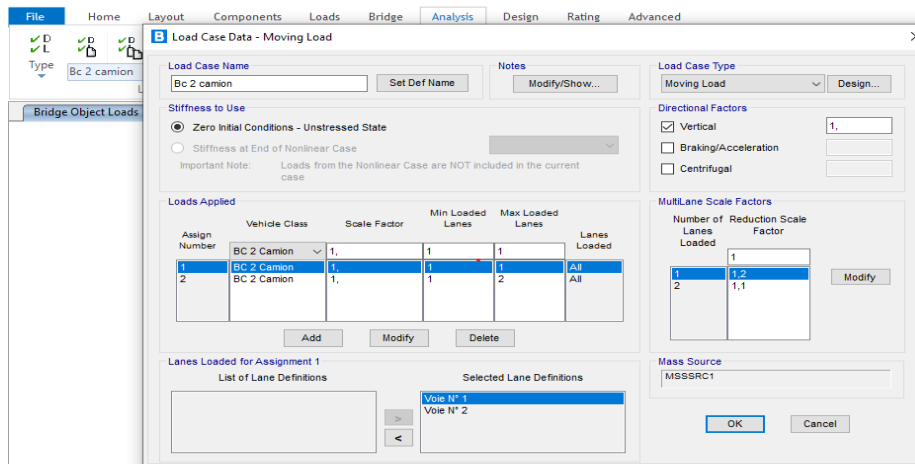 File Home Layout Components Loads Bridge Analysis Design Rating Advanced
B Load Case Data - Moving Load
D
L
D
D
Type
Bc 2 camion
Bridge Object Loads
Load Case Name
Bc 2 camion
Set Def Name
Notes
Modify/Show...
Load Case Type
Moving Load
Design...
Stiffness to Use
Zero Initial Conditions - Unstressed State
Stiffness at End of Nonlinear Case
Important Note: Loads from the Nonlinear Case are NOT included in the current
case
Directional Factors
Vertical 1,
Braking/Acceleration
Centrifugal
Loads Applied
Assign
Number
Vehicle Class
Scale Factor
Min Loaded
Lanes
Max Loaded
Lanes
Lanes
Loaded
BC 2 Camion 1, 1 1
1 BC 2 Camion 1, 1 1 All
2 BC 2 Camion 1, 1 2 All
Add Modify Delete
MultiLane Scale Factors
Number of
Lanes
Loaded
Reduction Scale
Factor
1
1 1,2
2 1,1
Modify
Lanes Loaded for Assignment 1
List of Lane Definitions
Selected Lane Definitions
Voie N° 1
Voie N° 2
>
<
Mass Source
MSSSRC1
OK Cancel